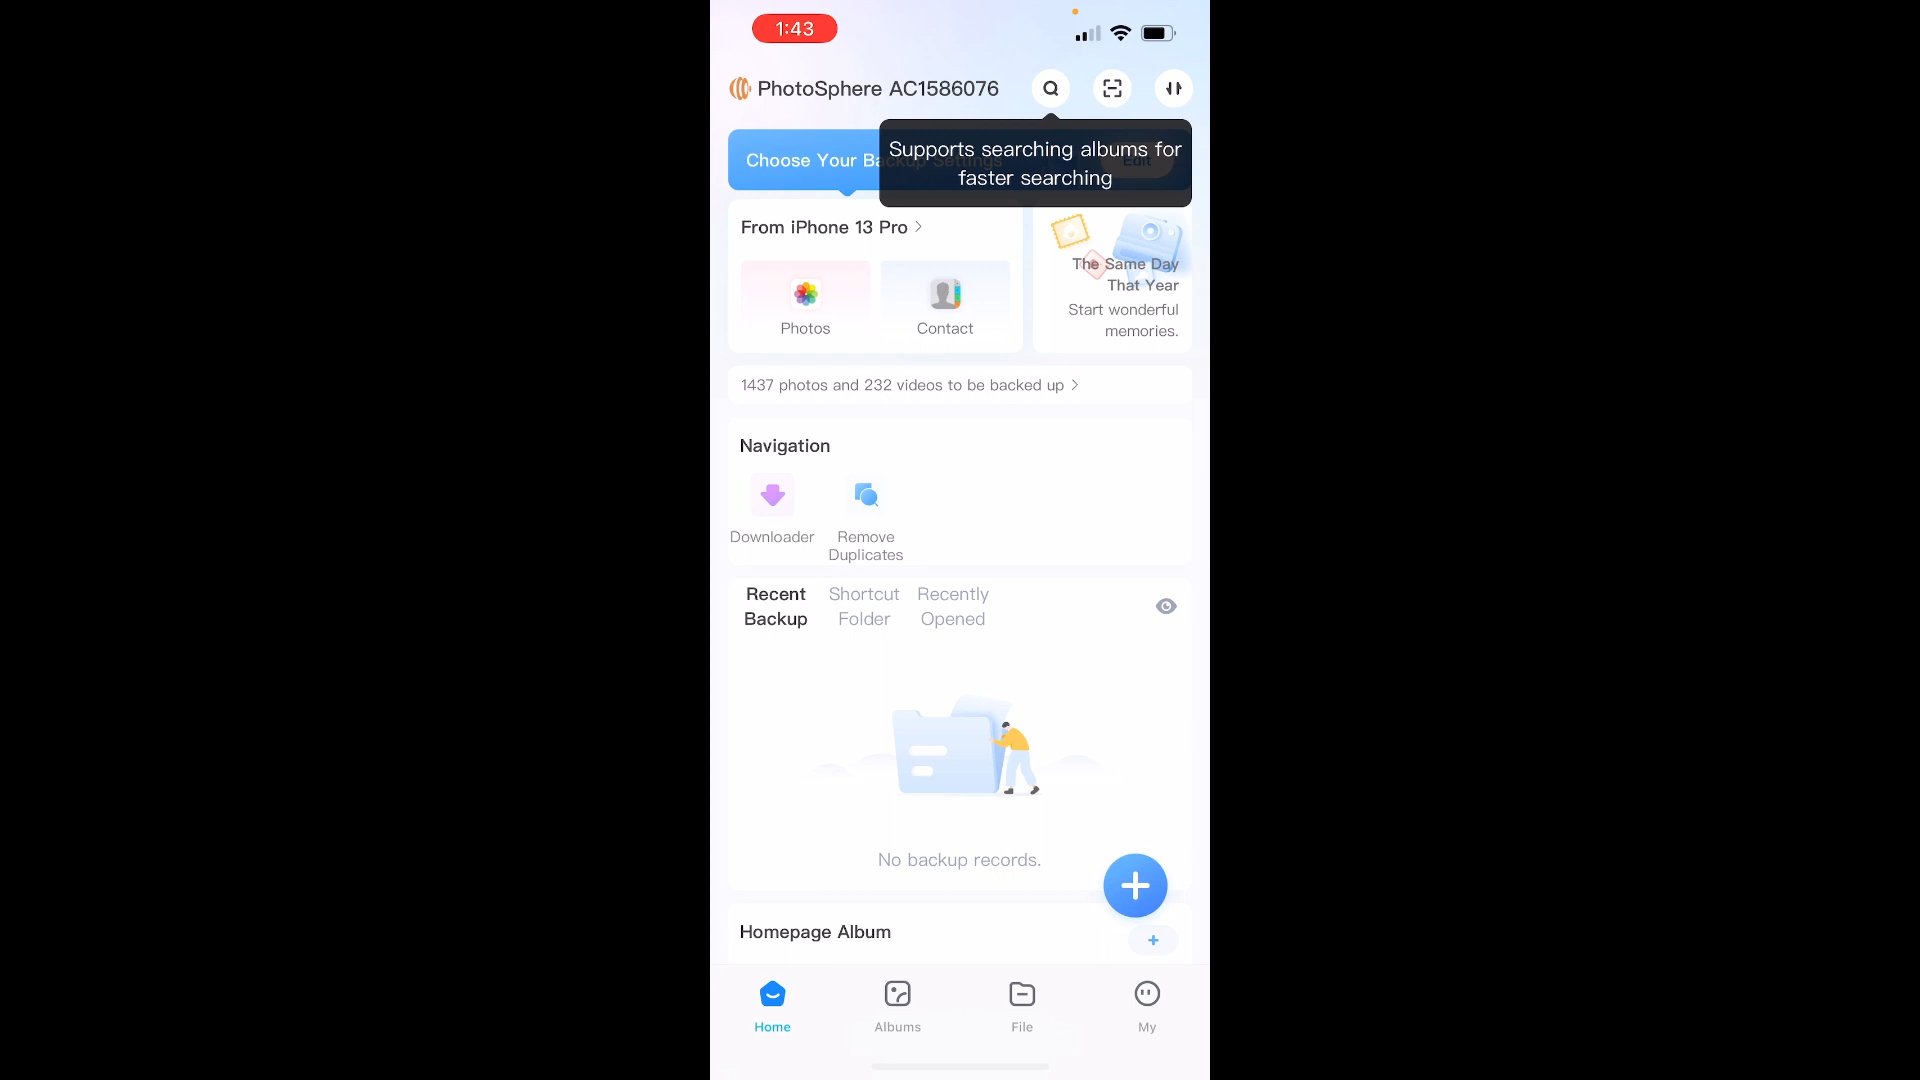 1:43
PhotoSphere AC1586076
Supports searching albums for
faster searching
Choose Your Backup Settings
Edit
From iPhone 13 Pro
Photos
Contact
The Same Day
That Year
Start wonderful
memories.
1437 photos and 232 videos to be backed up
Navigation
Downloader
Remove
Duplicates
Recent
Backup
Shortcut
Folder
Recently
Opened
No backup records.
Homepage Album
Home
Albums
File
My